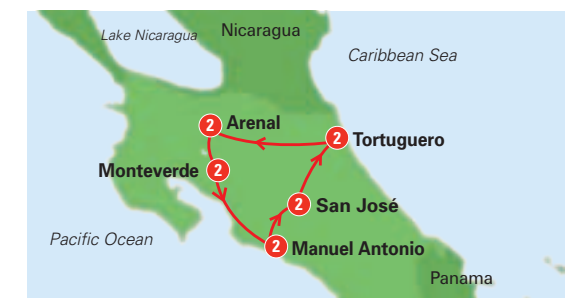 Lake Nicaragua
Nicaragua
Caribbean Sea
2 Arenal
2 Tortuguero
Monteverde 2
2 San José
Pacific Ocean
2 Manuel Antonio
Panama